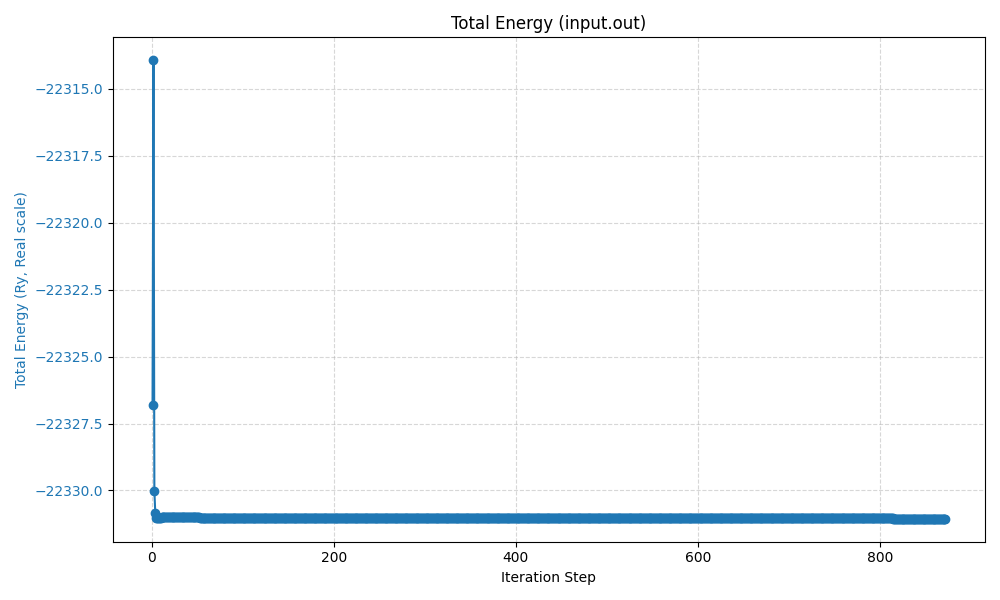 Total Energy (input.out)
Total Energy (Ry, Real scale)
−22315.0
−22317.5
−22320.0
−22322.5
−22325.0
−22327.5
−22330.0
0 200 400 600 800
Iteration Step